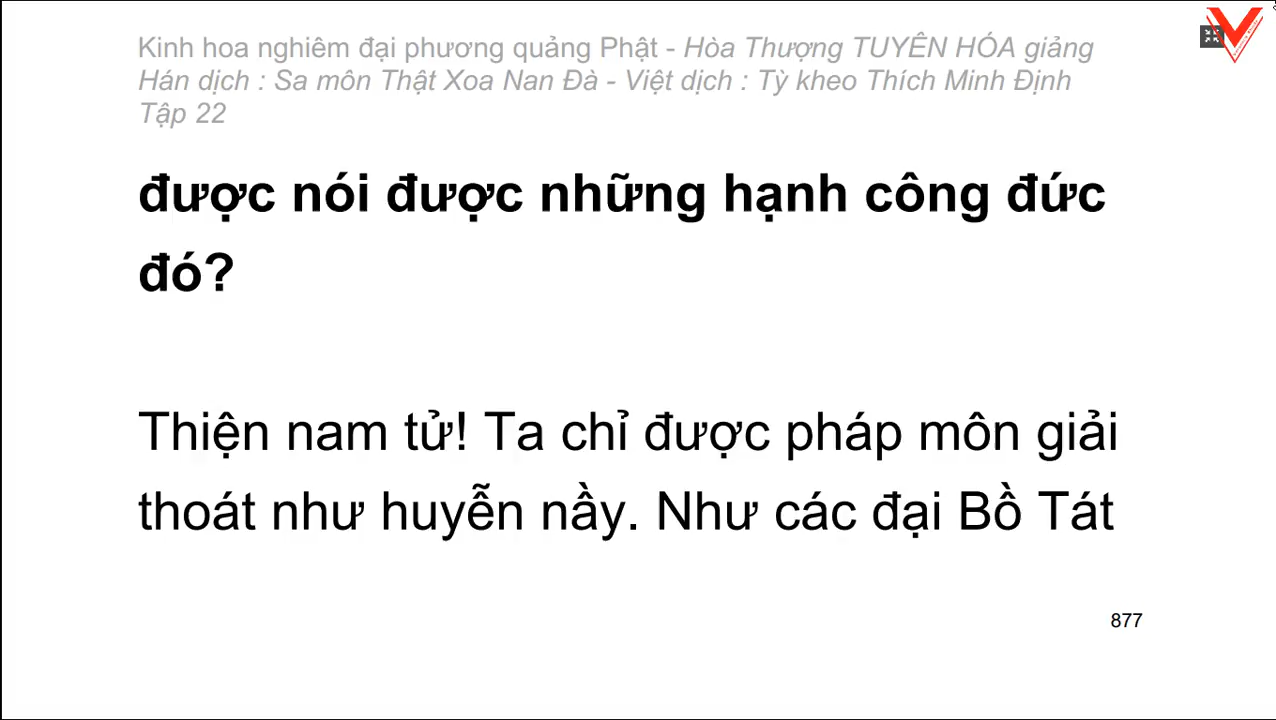 Kinh hoa nghiêm đại phương quảng Phật - Hòa Thượng TUYÊN HÓA giảng
Hán dịch : Sa môn Thật Xoa Nan Đà - Việt dịch : Tỳ kheo Thích Minh Định
Tập 22
được nói được những hạnh công đức
đó?
Thiện nam tử! Ta chỉ được pháp môn giải
thoát như huyễn nầy. Như các đại Bồ Tát
877